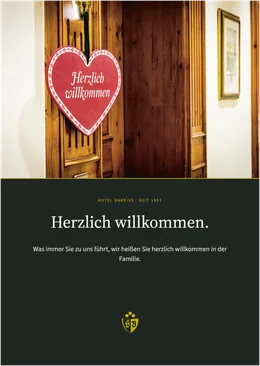 Herzlich
willkommen
HOTEL BAREISS · SEIT 1951
Herzlich willkommen.
Was immer Sie zu uns führt, wir heißen Sie herzlich willkommen in der
Familie.